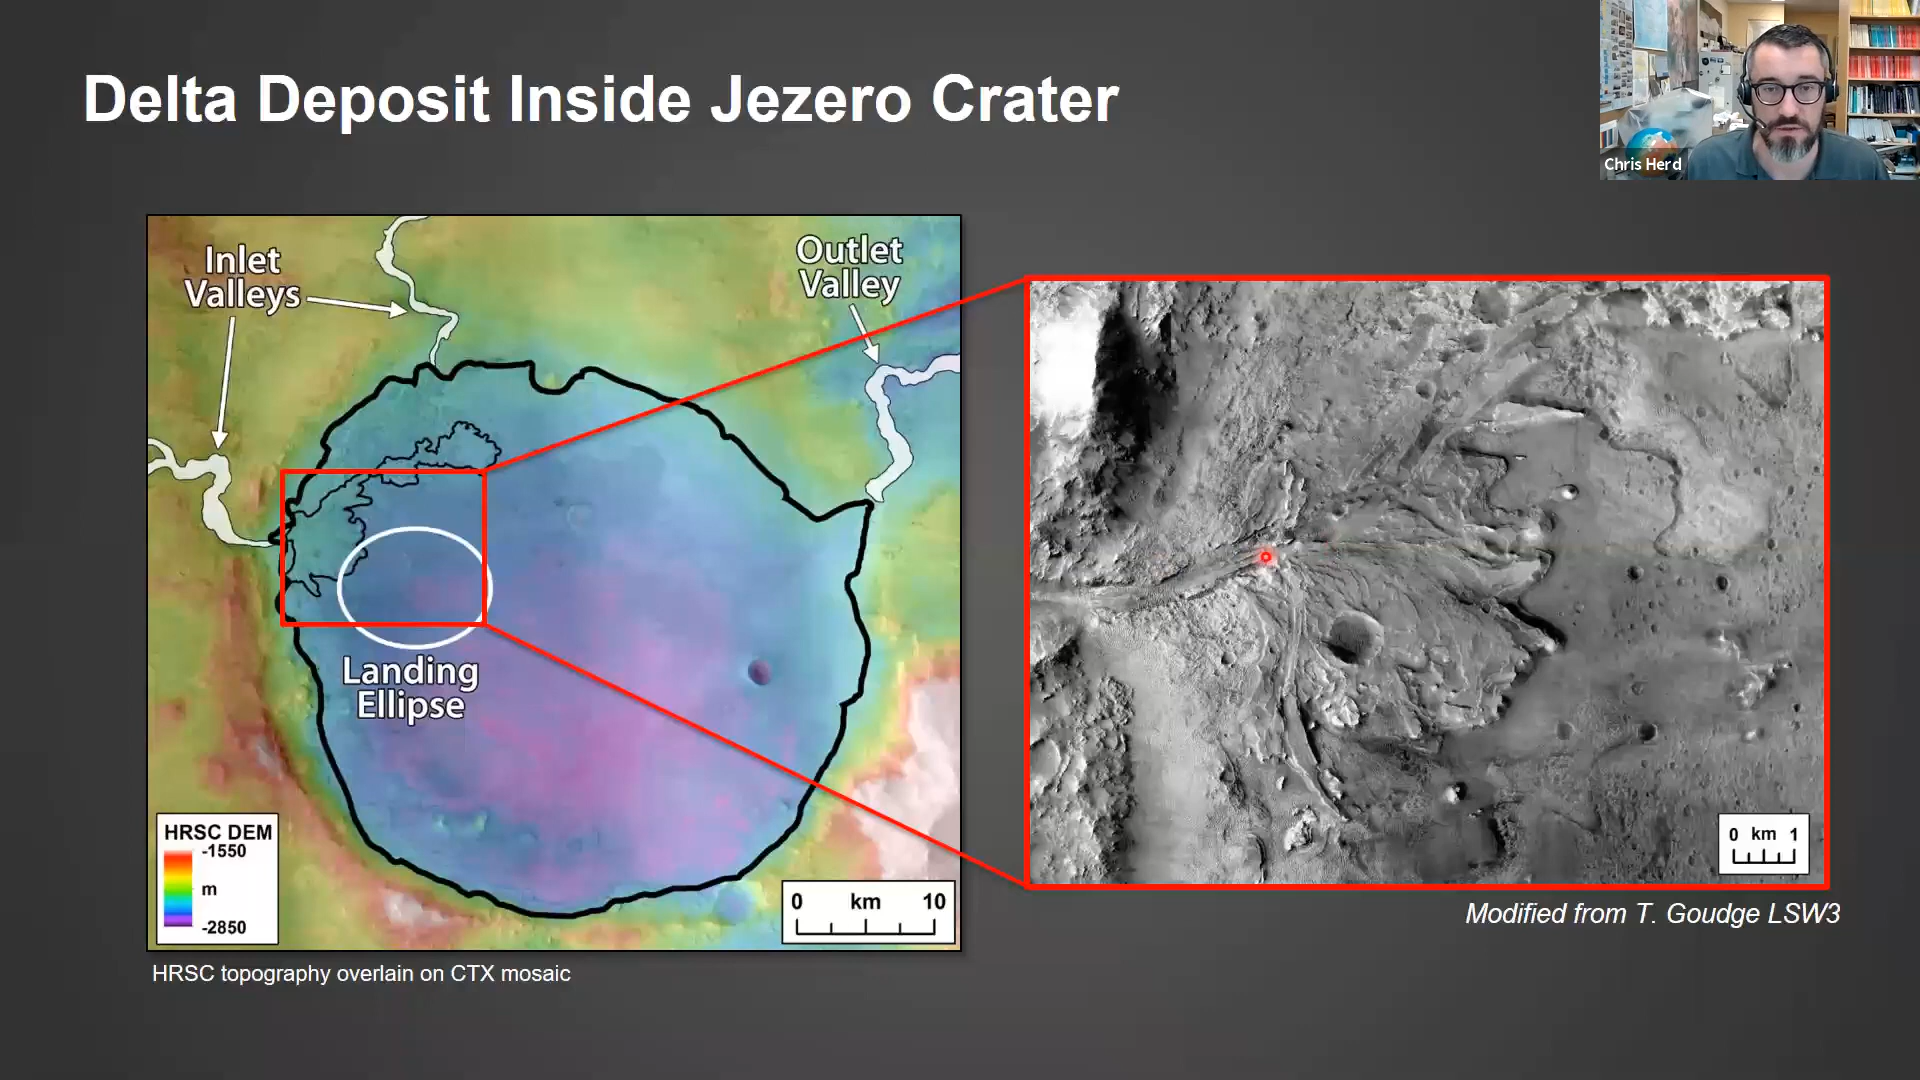 Delta Deposit Inside Jezero Crater
Chris Herd
Inlet
Valleys
Outlet
Valley
Landing
Ellipse
HRSC DEM
-1550
m
-2850
0 km 10
0 km 1
Modified from T. Goudge LSW3
HRSC topography overlain on CTX mosaic